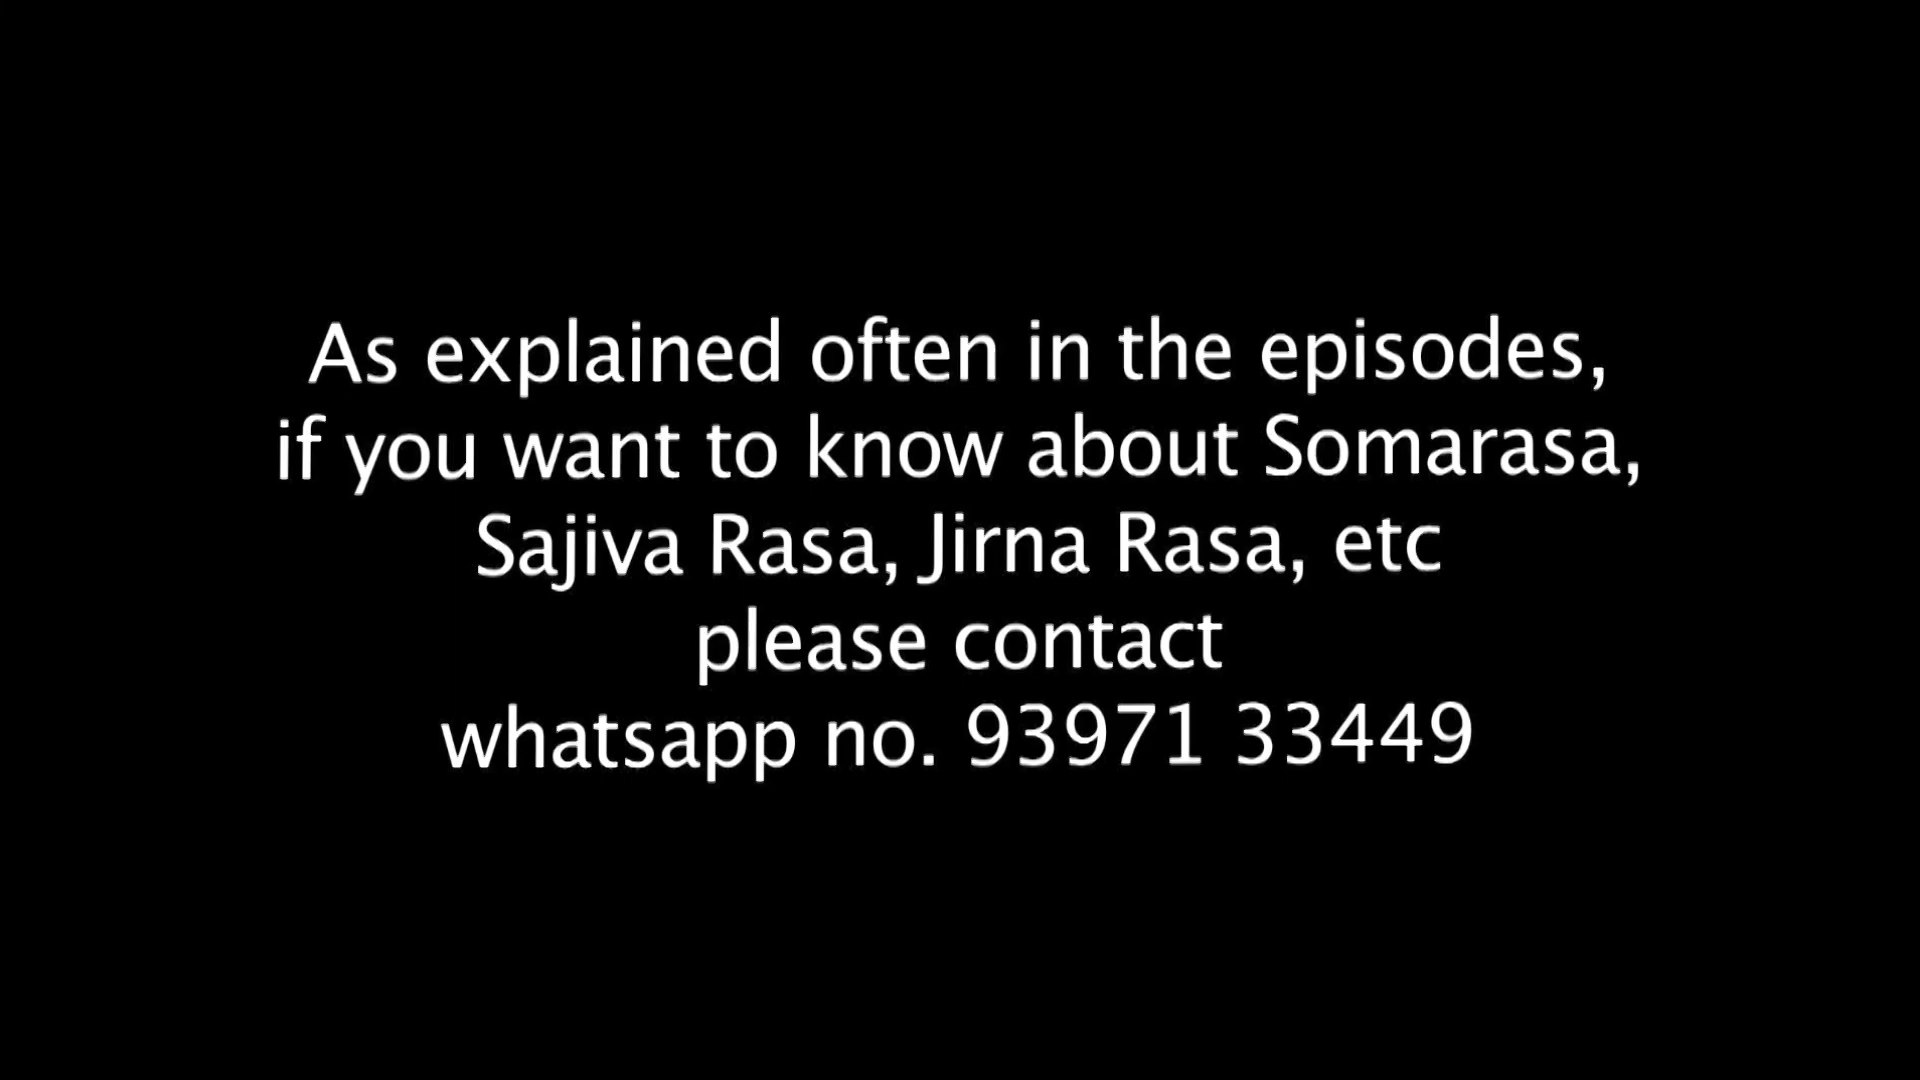 As explained often in the episodes,
if you want to know about Somarasa,
Sajiva Rasa, Jirna Rasa, etc
please contact
whatsapp no. 93971 33449